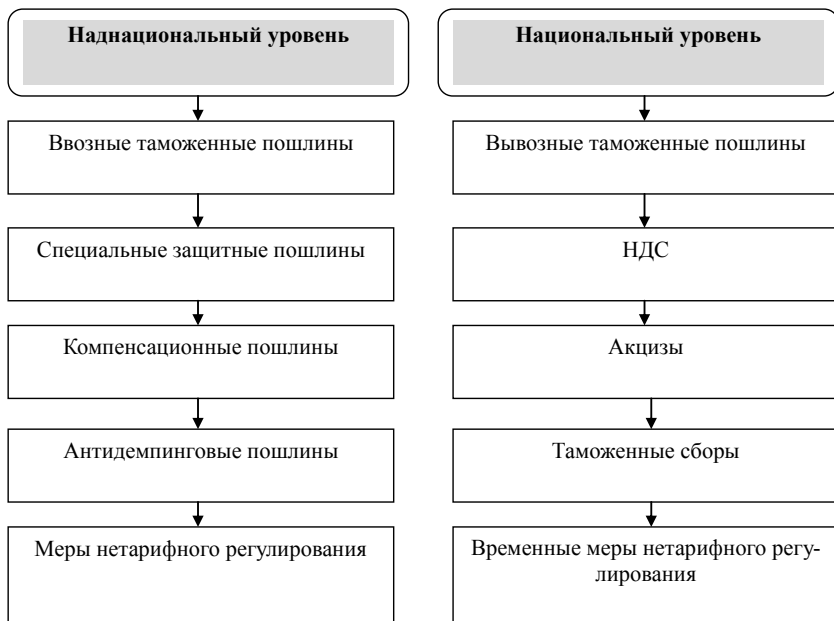 Наднациональный уровень
Ввозные таможенные пошлины
Специальные защитные пошлины
Компенсационные пошлины
Антидемпинговые пошлины
Меры нетарифного регулирования
Национальный уровень
Вывозные таможенные пошлины
НДС
Акцизы
Таможенные сборы
Временные меры нетарифного регу-
лирования